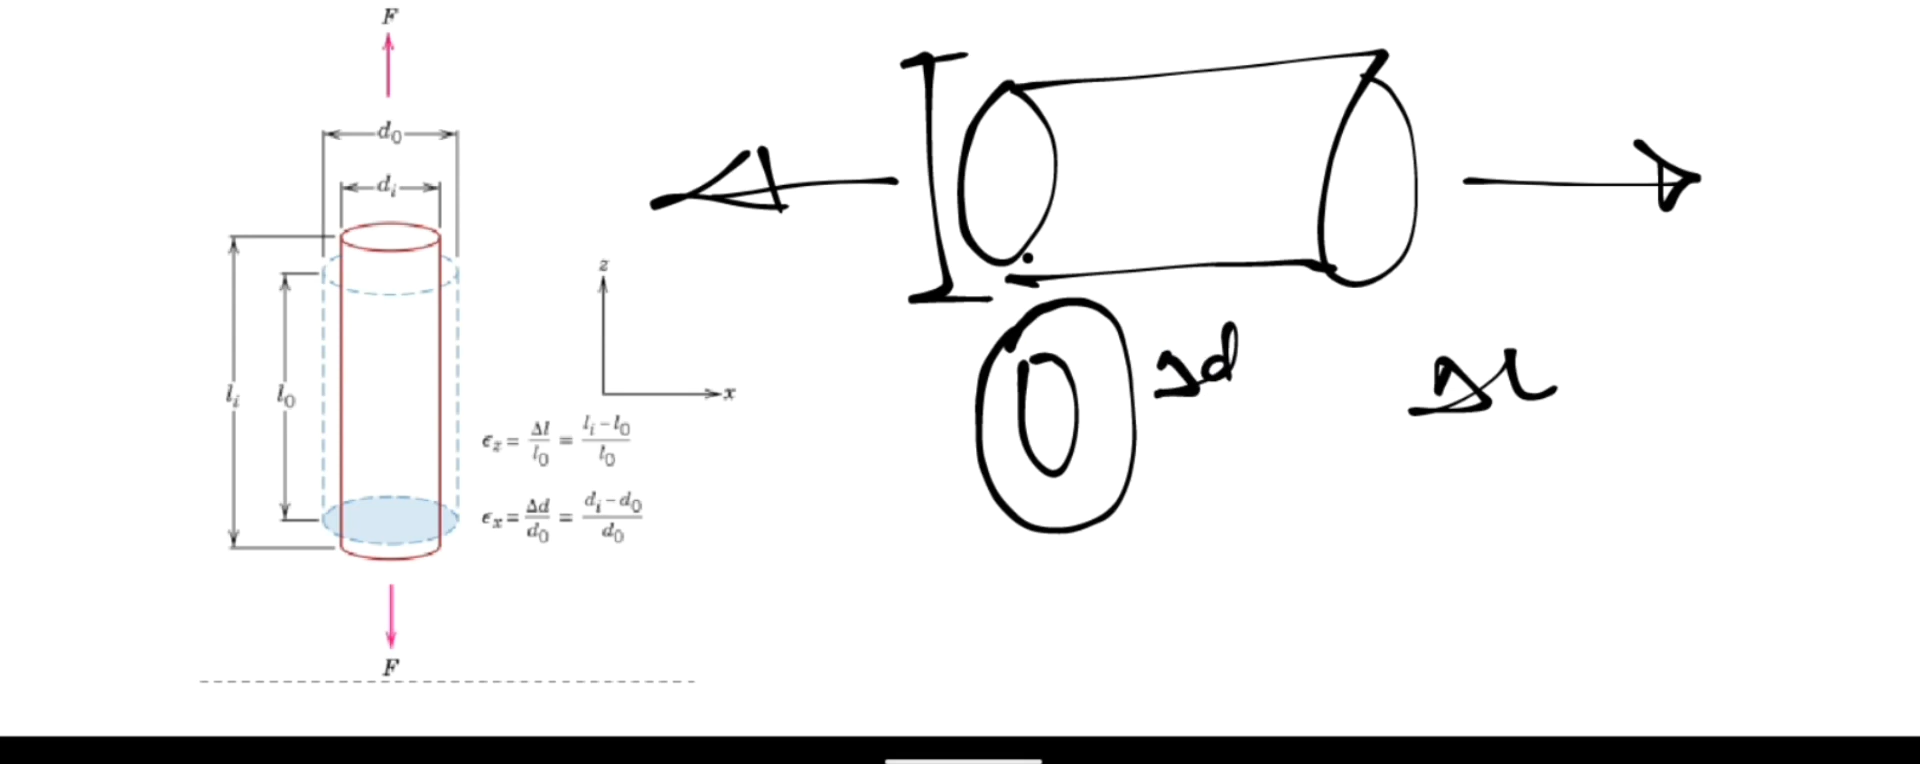 F
d₀
dᵢ
z
lᵢ
l₀
x
ϵz = Δl/l₀ = lᵢ − l₀/l₀
ϵx = Δd/d₀ = dᵢ − d₀/d₀
F
Δd
Δl